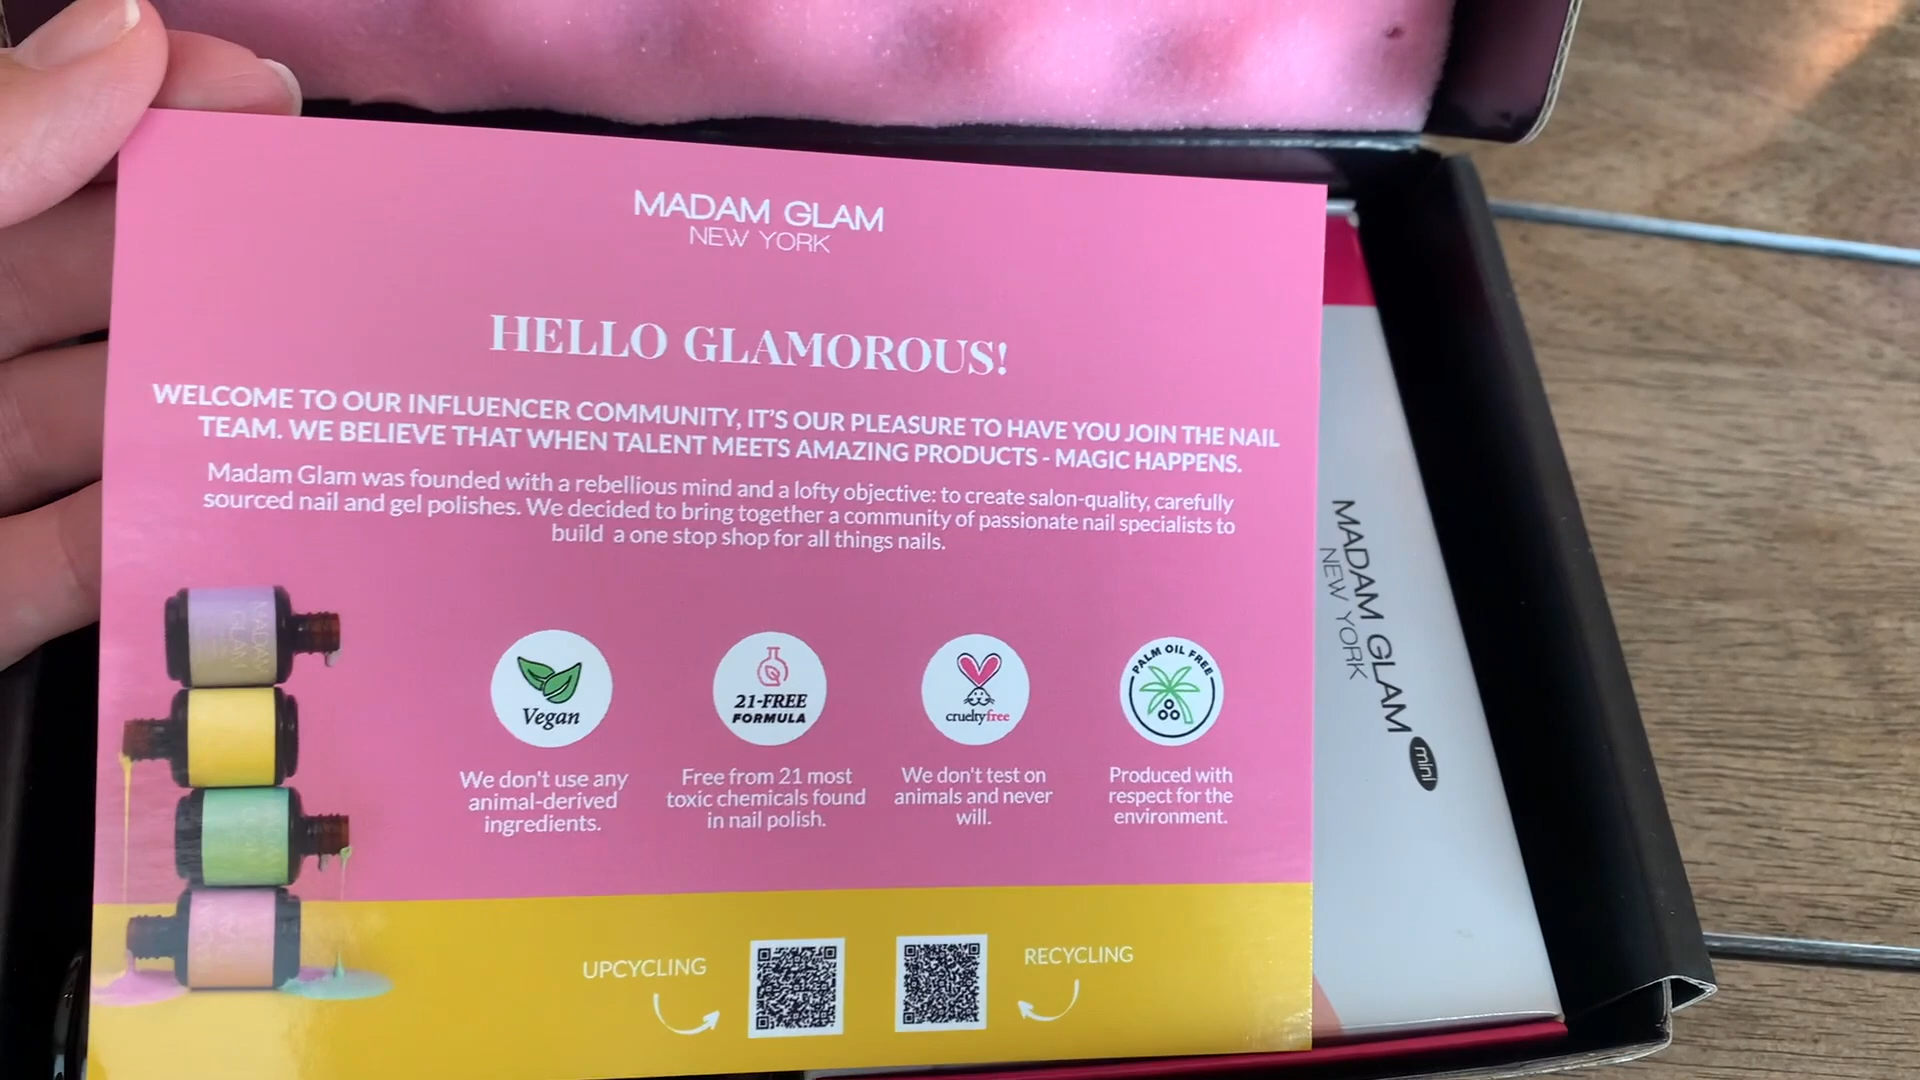 MADAM GLAM
NEW YORK
HELLO GLAMOROUS!
WELCOME TO OUR INFLUENCER COMMUNITY, IT'S OUR PLEASURE TO HAVE YOU JOIN THE NAIL
TEAM. WE BELIEVE THAT WHEN TALENT MEETS AMAZING PRODUCTS - MAGIC HAPPENS.
Madam Glam was founded with a rebellious mind and a lofty objective: to create salon-quality, carefully
sourced nail and gel polishes. We decided to bring together a community of passionate nail specialists to
build a one stop shop for all things nails.
Vegan
We don't use any
animal-derived
ingredients.
21-FREE
FORMULA
Free from 21 most
toxic chemicals found
in nail polish.
crueltyfree
We don't test on
animals and never
will.
PALM OIL FREE
Produced with
respect for the
environment.
UPCYCLING
RECYCLING
MADAM
GLAM
MADAM GLAM
NEW YORK
mini